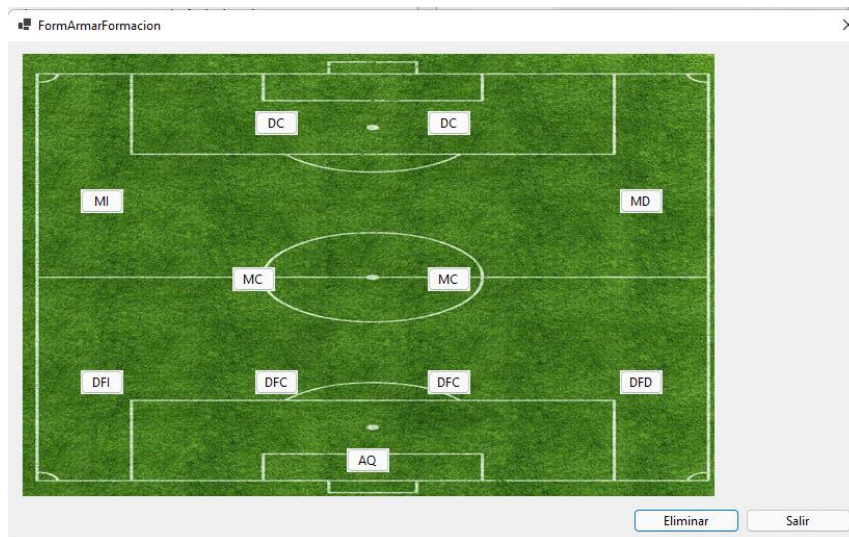 FormArmarFormacion
DC DC
MI MD
MC MC
DFI DFC DFC DFD
AQ
Eliminar Salir